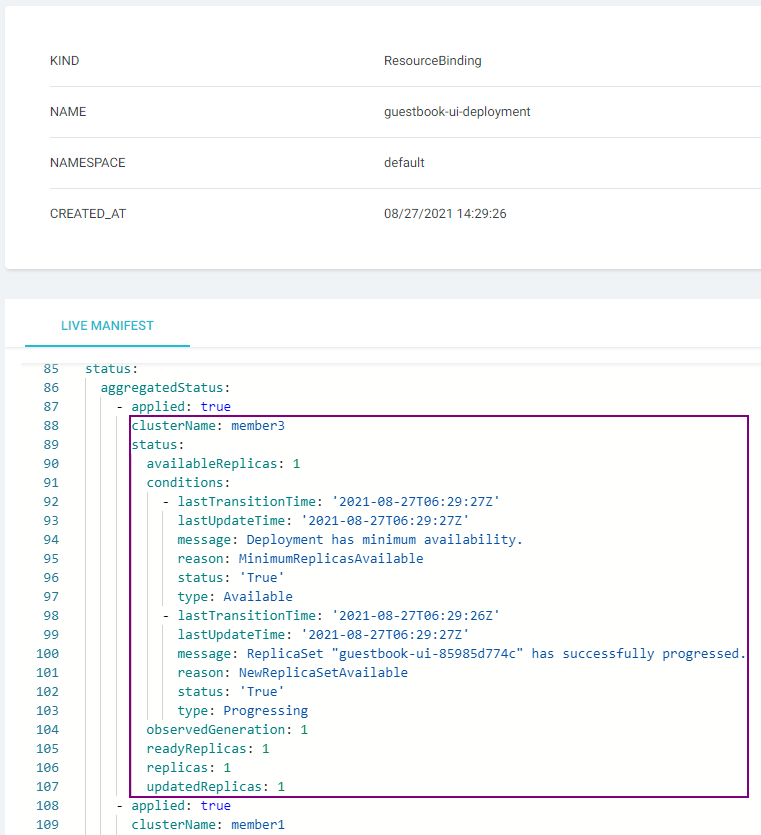 KIND ResourceBinding
NAME guestbook-ui-deployment
NAMESPACE default
CREATED_AT 08/27/2021 14:29:26
LIVE MANIFEST
85 status:
86 aggregatedStatus:
87 - applied: true
88 clusterName: member3
89 status:
90 availableReplicas: 1
91 conditions:
92 - lastTransitionTime: '2021-08-27T06:29:27Z'
93 lastUpdateTime: '2021-08-27T06:29:27Z'
94 message: Deployment has minimum availability.
95 reason: MinimumReplicasAvailable
96 status: 'True'
97 type: Available
98 - lastTransitionTime: '2021-08-27T06:29:26Z'
99 lastUpdateTime: '2021-08-27T06:29:27Z'
100 message: ReplicaSet "guestbook-ui-85985d774c" has successfully progressed.
101 reason: NewReplicaSetAvailable
102 status: 'True'
103 type: Progressing
104 observedGeneration: 1
105 readyReplicas: 1
106 replicas: 1
107 updatedReplicas: 1
108 - applied: true
109 clusterName: member1